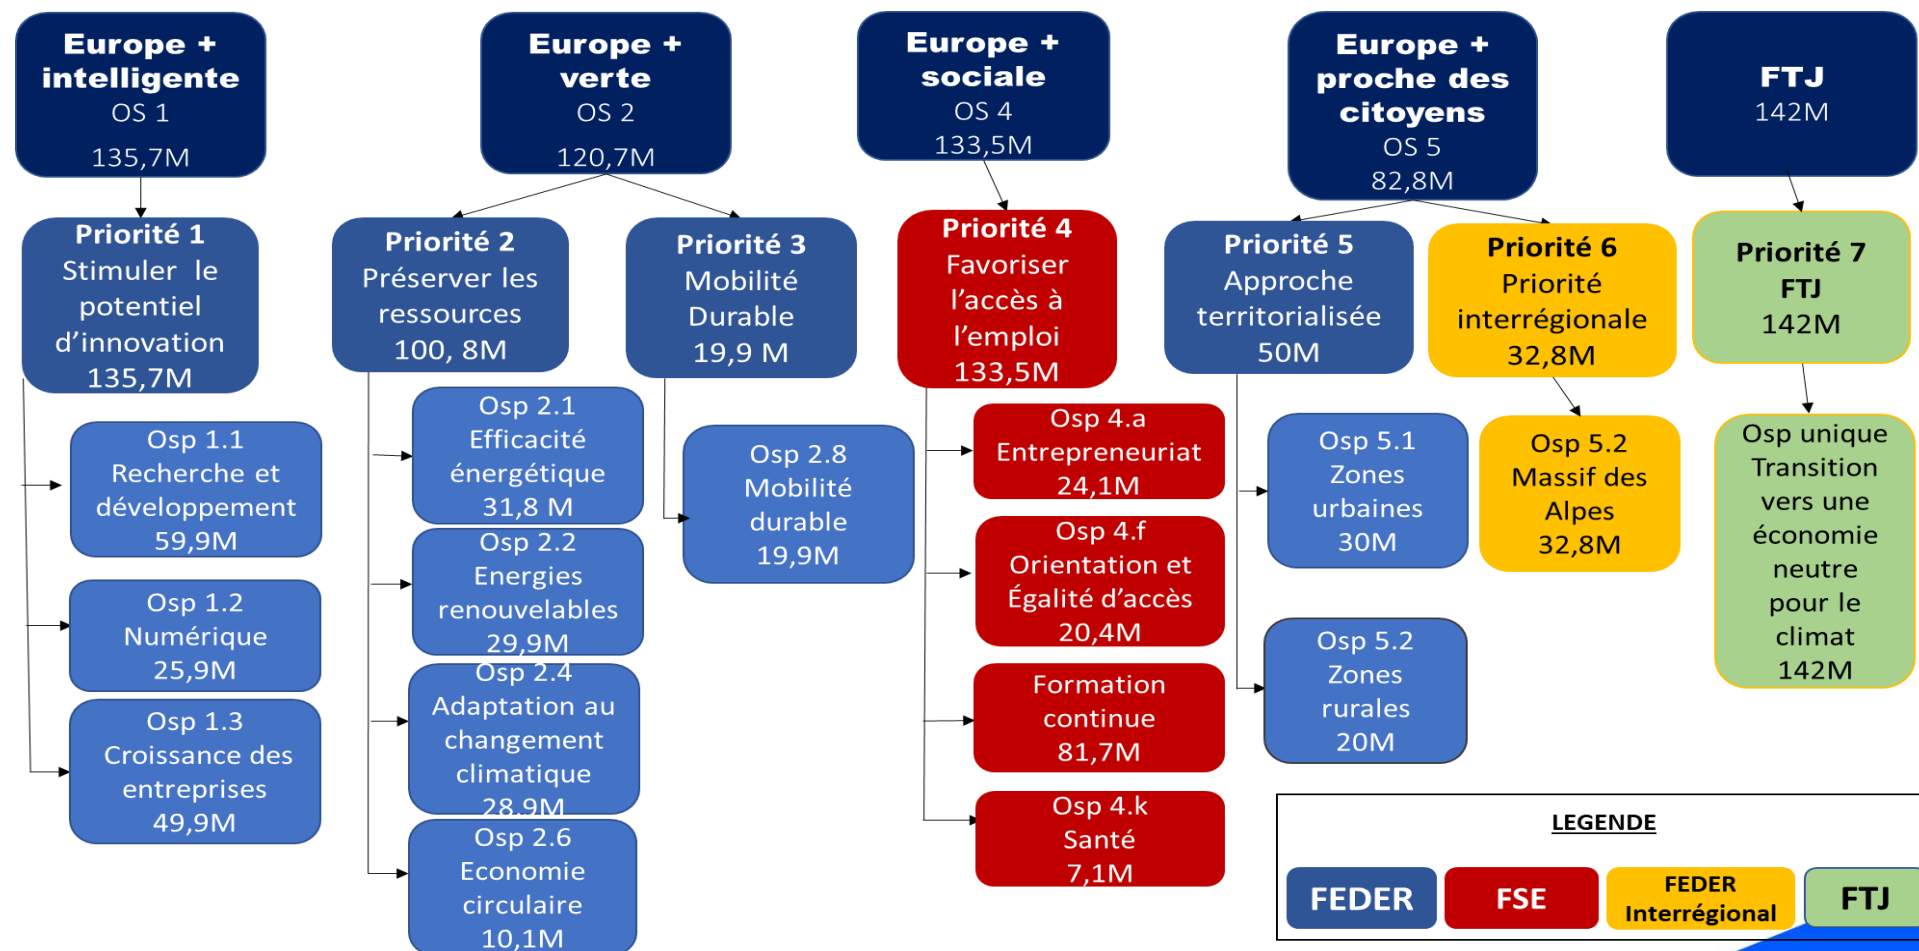 Europe +
intelligente
OS 1
135,7M
Europe +
verte
OS 2
120,7M
Europe +
sociale
OS 4
133,5M
Europe +
proche des
citoyens
OS 5
82,8M
FTJ
142M
Priorité 1
Stimuler le
potentiel
d’innovation
135,7M
Priorité 2
Préserver les
ressources
100, 8M
Priorité 3
Mobilité
Durable
19,9 M
Priorité 4
Favoriser
l’accès à
l’emploi
133,5M
Priorité 5
Approche
territorialisée
50M
Priorité 6
Priorité
interrégionale
32,8M
Priorité 7
FTJ
142M
Osp 1.1
Recherche et
développement
59,9M
Osp 1.2
Numérique
25,9M
Osp 1.3
Croissance des
entreprises
49,9M
Osp 2.1
Efficacité
énergétique
31,8 M
Osp 2.2
Energies
renouvelables
29,9M
Osp 2.4
Adaptation au
changement
climatique
28,9M
Osp 2.6
Economie
circulaire
10,1M
Osp 2.8
Mobilité
durable
19,9M
Osp 4.a
Entrepreneuriat
24,1M
Osp 4.f
Orientation et
Égalité d’accès
20,4M
Formation
continue
81,7M
Osp 4.k
Santé
7,1M
Osp 5.1
Zones
urbaines
30M
Osp 5.2
Zones
rurales
20M
Osp 5.2
Massif des
Alpes
32,8M
Osp unique
Transition
vers une
économie
neutre
pour le
climat
142M
LEGENDE
FEDER
FSE
FEDER
Interrégional
FTJ